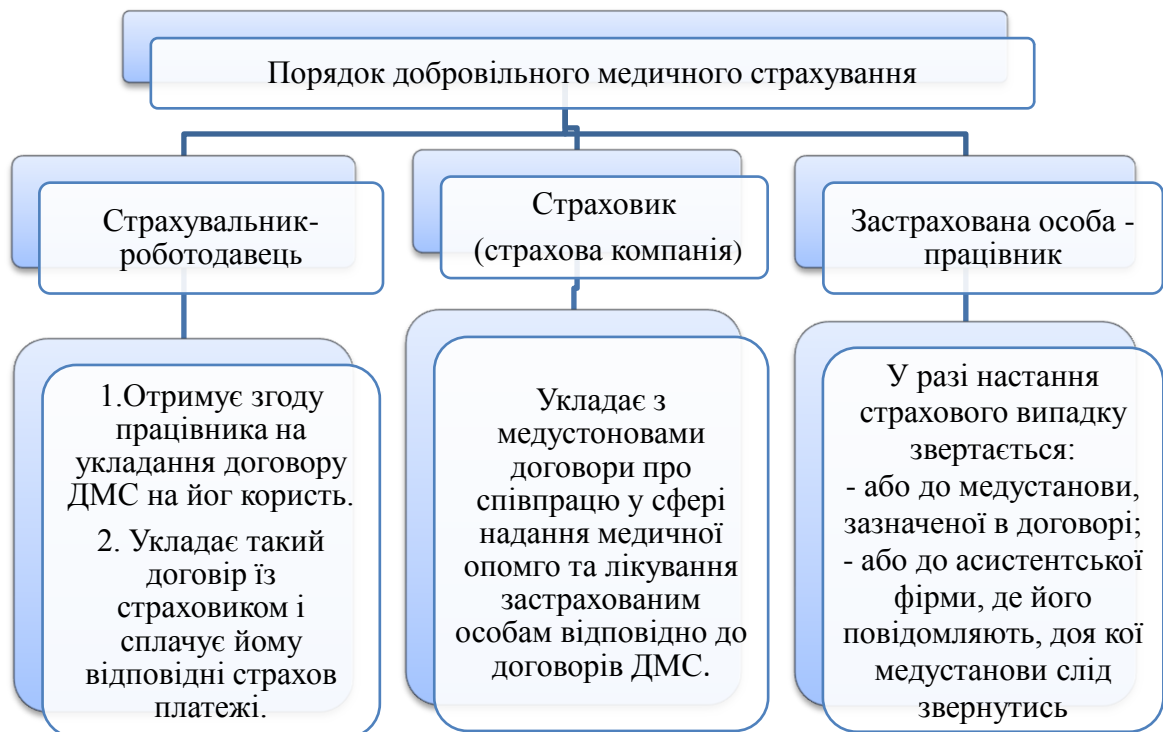 Порядок добровільного медичного страхування
Страхувальник-
роботодавець
Страховик
(страхова компанія)
Застрахована особа -
працівник
1.Отримує згоду
працівника на
укладання договору
ДМС на йог користь.
2. Укладає такий
договір їз
страховиком і
сплачує йому
відповідні страхов
платежі.
Укладає з
медустоновами
договори про
співпрацю у сфері
надання медичної
опомго та лікування
застрахованим
особам відповідно до
договорів ДМС.
У разі настання
страхового випадку
звертається:
- або до медустанови,
зазначеної в договорі;
- або до асистентської
фірми, де його
повідомляють, доя кої
медустанови слід
звернутись